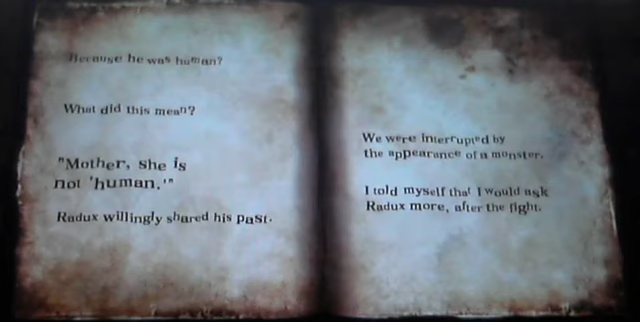 Because he was human?
What did this mean?
"Mother, she is
not 'human.'"
Radux willingly shared his past.
We were interrupted by
the appearance of a monster.
I told myself that I would ask
Radux more, after the fight.